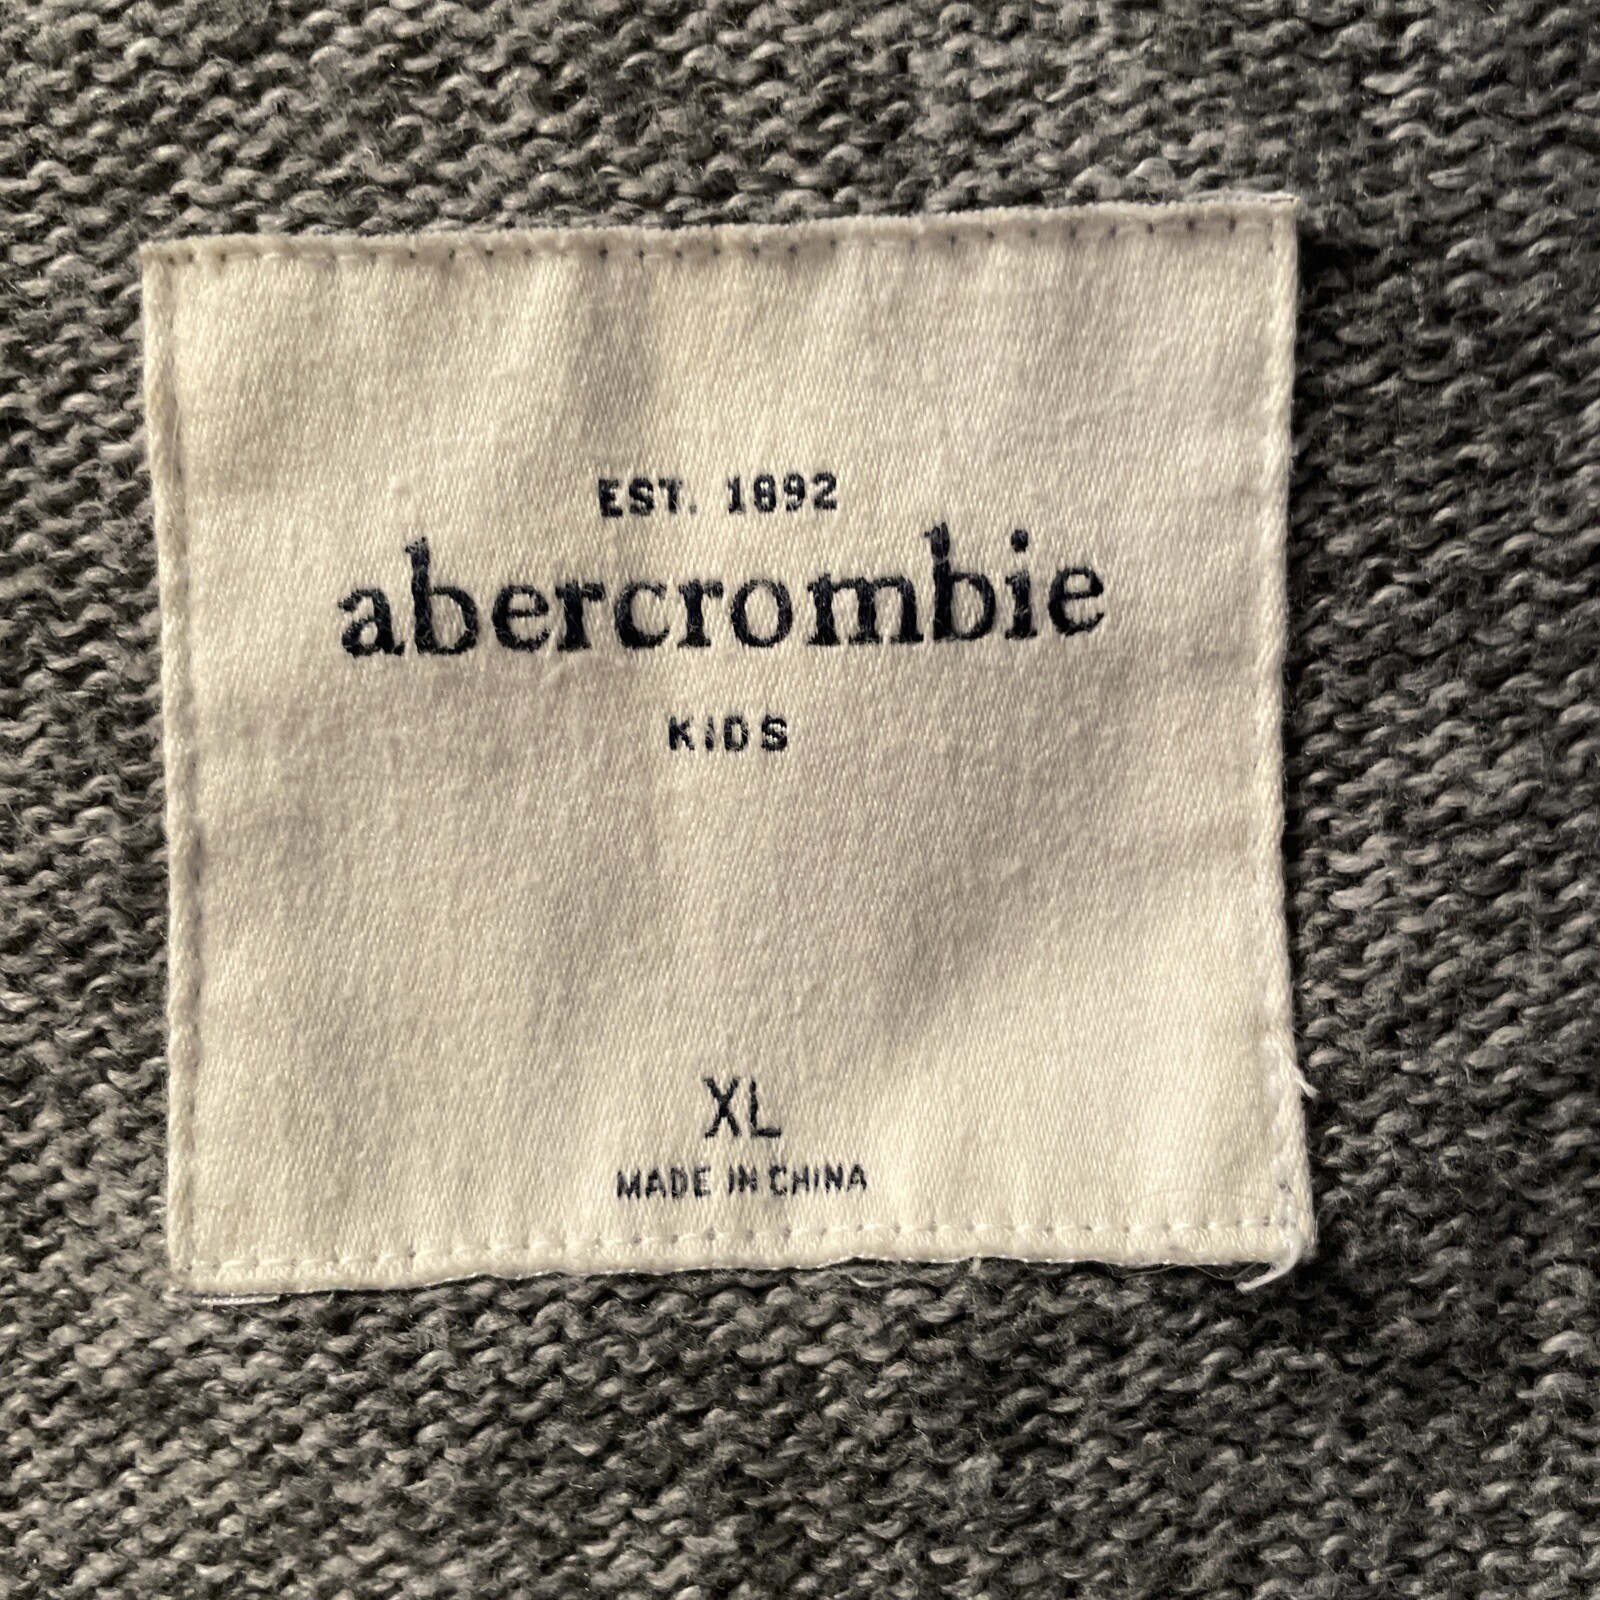 EST. 1892
abercrombie
KIDS
XL
MADE IN CHINA